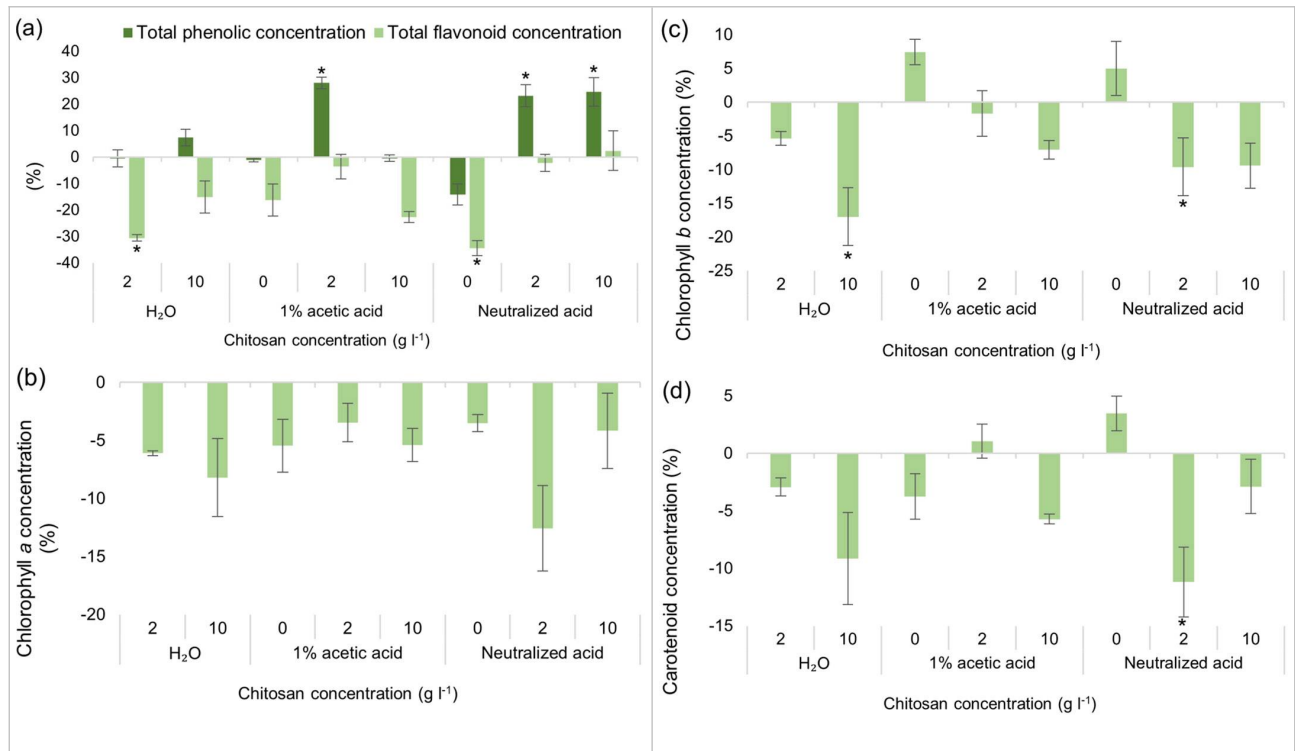 (a)
Total phenolic concentration Total flavonoid concentration
40
30
20
10
0
-10
-20
-30
-40
(%)
* * * * *
2 10 0 2 10 0 2 10
H₂O 1% acetic acid Neutralized acid
Chitosan concentration (g l⁻¹)
(b)
0
-5
-10
-15
-20
Chlorophyll a concentration
(%)
2 10 0 2 10 0 2 10
H₂O 1% acetic acid Neutralized acid
Chitosan concentration (g l⁻¹)
(c)
10
5
0
-5
-10
-15
-20
-25
Chlorophyll b concentration (%)
* *
2 10 0 2 10 0 2 10
H₂O 1% acetic acid Neutralized acid
Chitosan concentration (g l⁻¹)
(d)
5
0
-5
-10
-15
Carotenoid concentration (%)
*
2 10 0 2 10 0 2 10
H₂O 1% acetic acid Neutralized acid
Chitosan concentration (g l⁻¹)